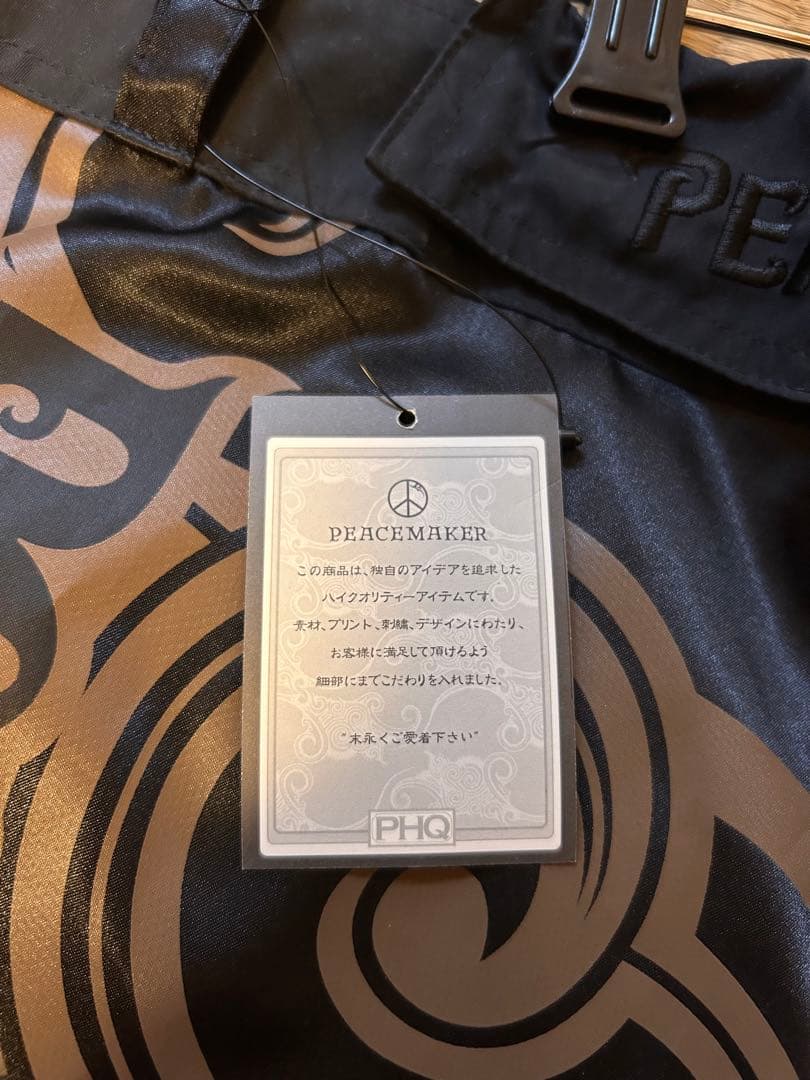 PE
PEACEMAKER
この商品は、独自のアイデアを追求した
ハイクオリティーアイテムです。
素材、プリント、刺繍、デザインにわたり、
お客様に満足して頂けるよう
細部にまでこだわりを入れました。
"末永くご愛着下さい"
PHQ